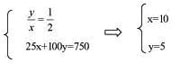 y/x = 1/2
25x+100y=750
⇒
x=10
y=5